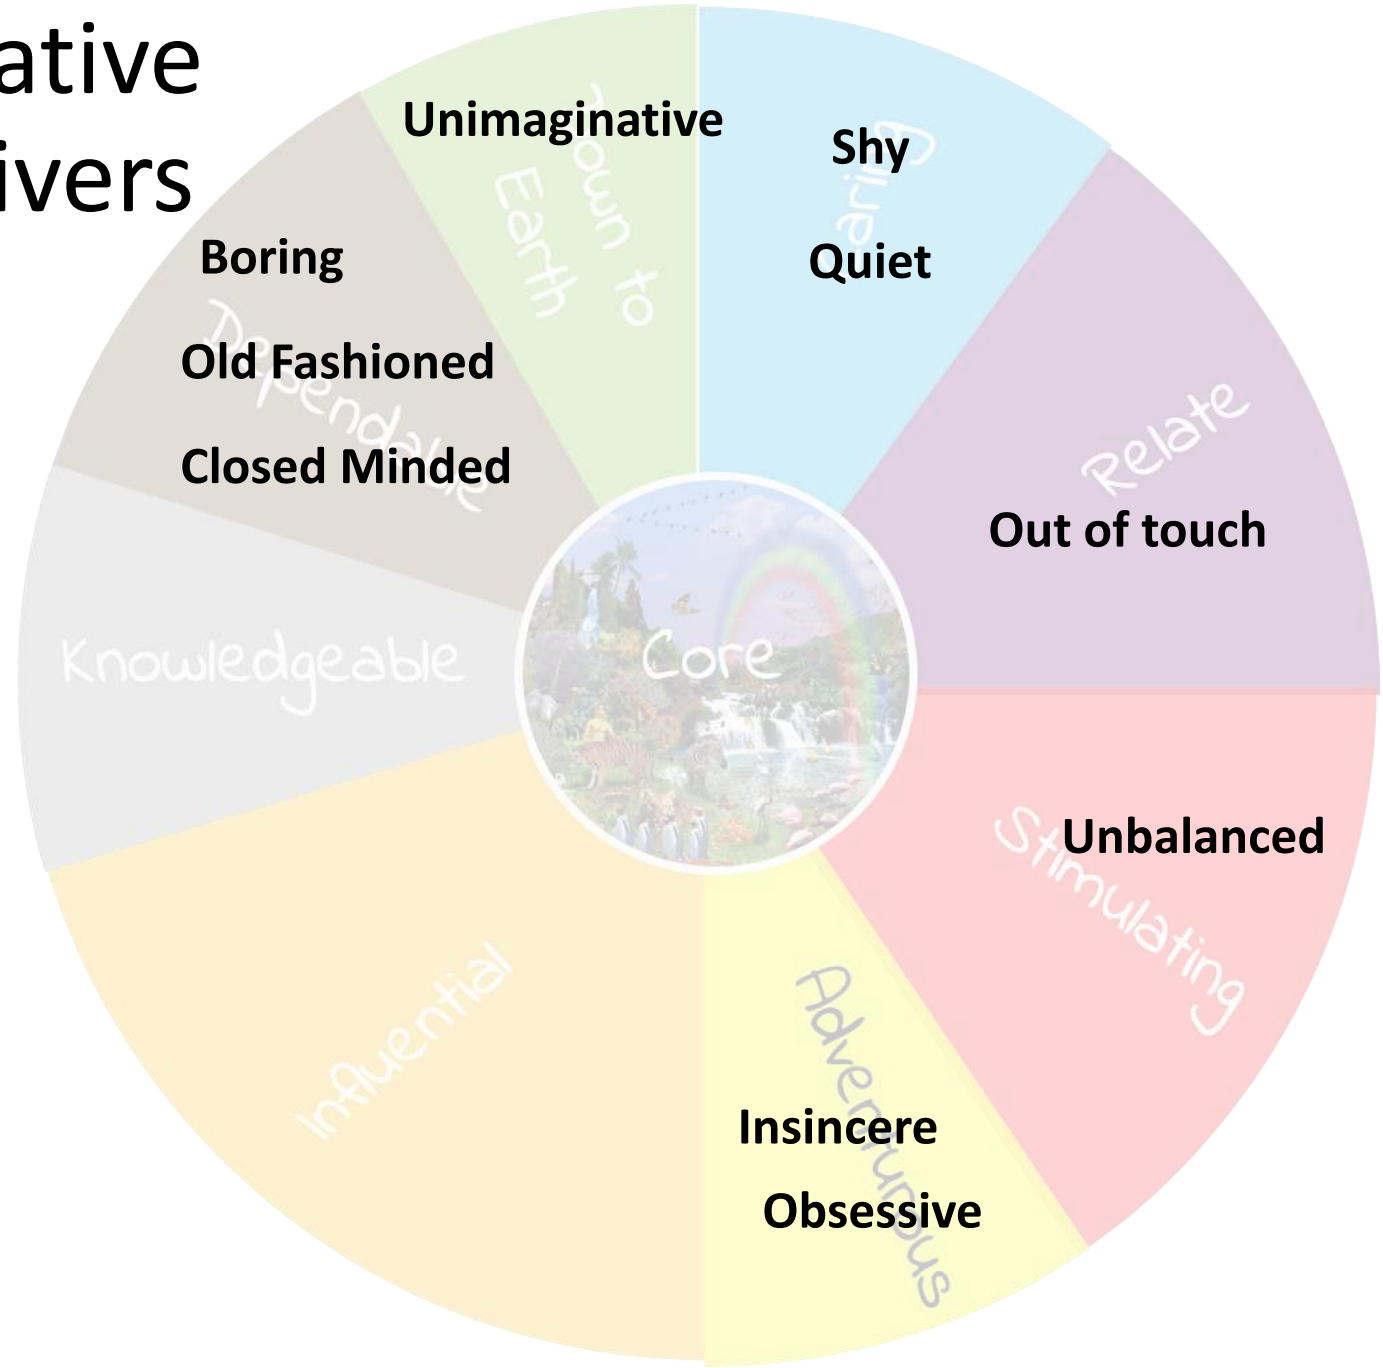 ative
ivers
Unimaginative
Down to
Earth
Shy
Quiet
aring
Boring
Old Fashioned
Closed Minded
Dependable
Relate
Out of touch
Knowledgeable
Core
Unbalanced
Stimulating
Influential
Adventurous
Insincere
Obsessive